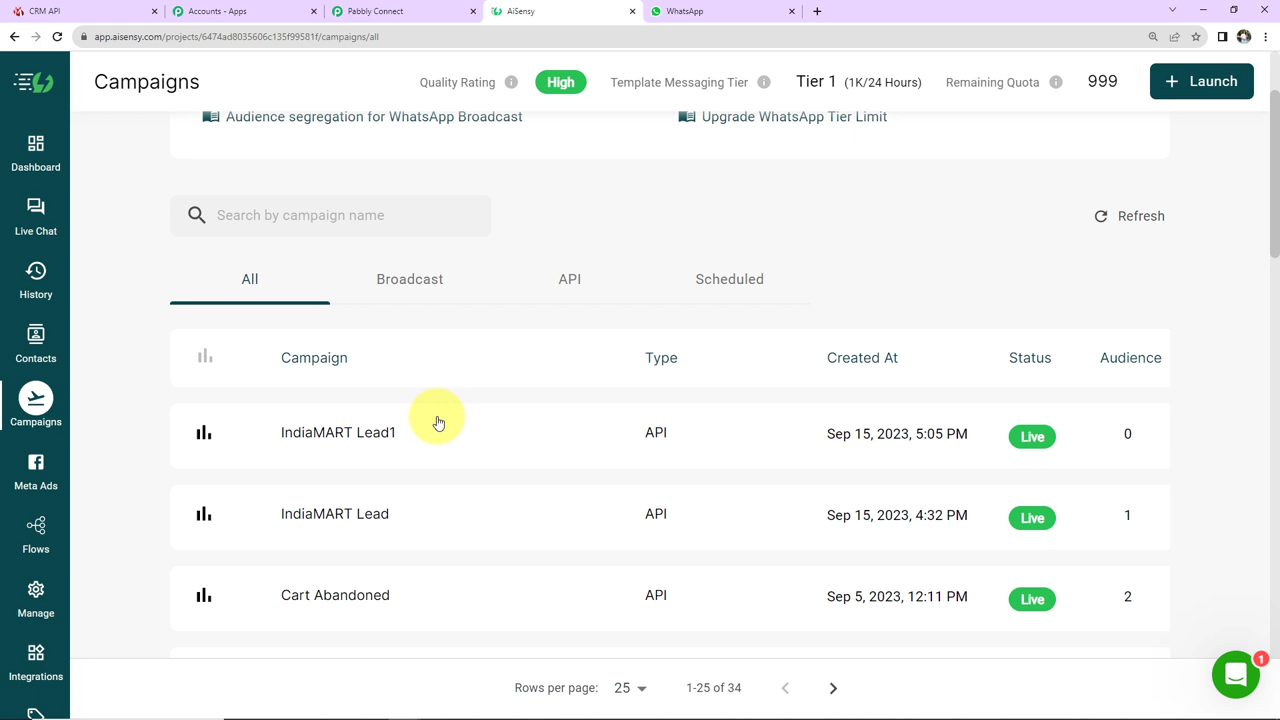 CRM API
Accounts - Apps
Pabbly Connect
AiSensy
WhatsApp
app.aisensy.com/projects/6474ad8035606c135f99581f/campaigns/all
Campaigns
Quality Rating
High
Template Messaging Tier
Tier 1 (1K/24 Hours)
Remaining Quota
999
+ Launch
Audience segregation for WhatsApp Broadcast
Upgrade WhatsApp Tier Limit
Search by campaign name
Refresh
All
Broadcast
API
Scheduled
Campaign
Type
Created At
Status
Audience
IndiaMART Lead1
API
Sep 15, 2023, 5:05 PM
Live
0
IndiaMART Lead
API
Sep 15, 2023, 4:32 PM
Live
1
Cart Abandoned
API
Sep 5, 2023, 12:11 PM
Live
2
Rows per page:
25
1-25 of 34
1
Dashboard
Live Chat
History
Contacts
Campaigns
Meta Ads
Flows
Manage
Integrations